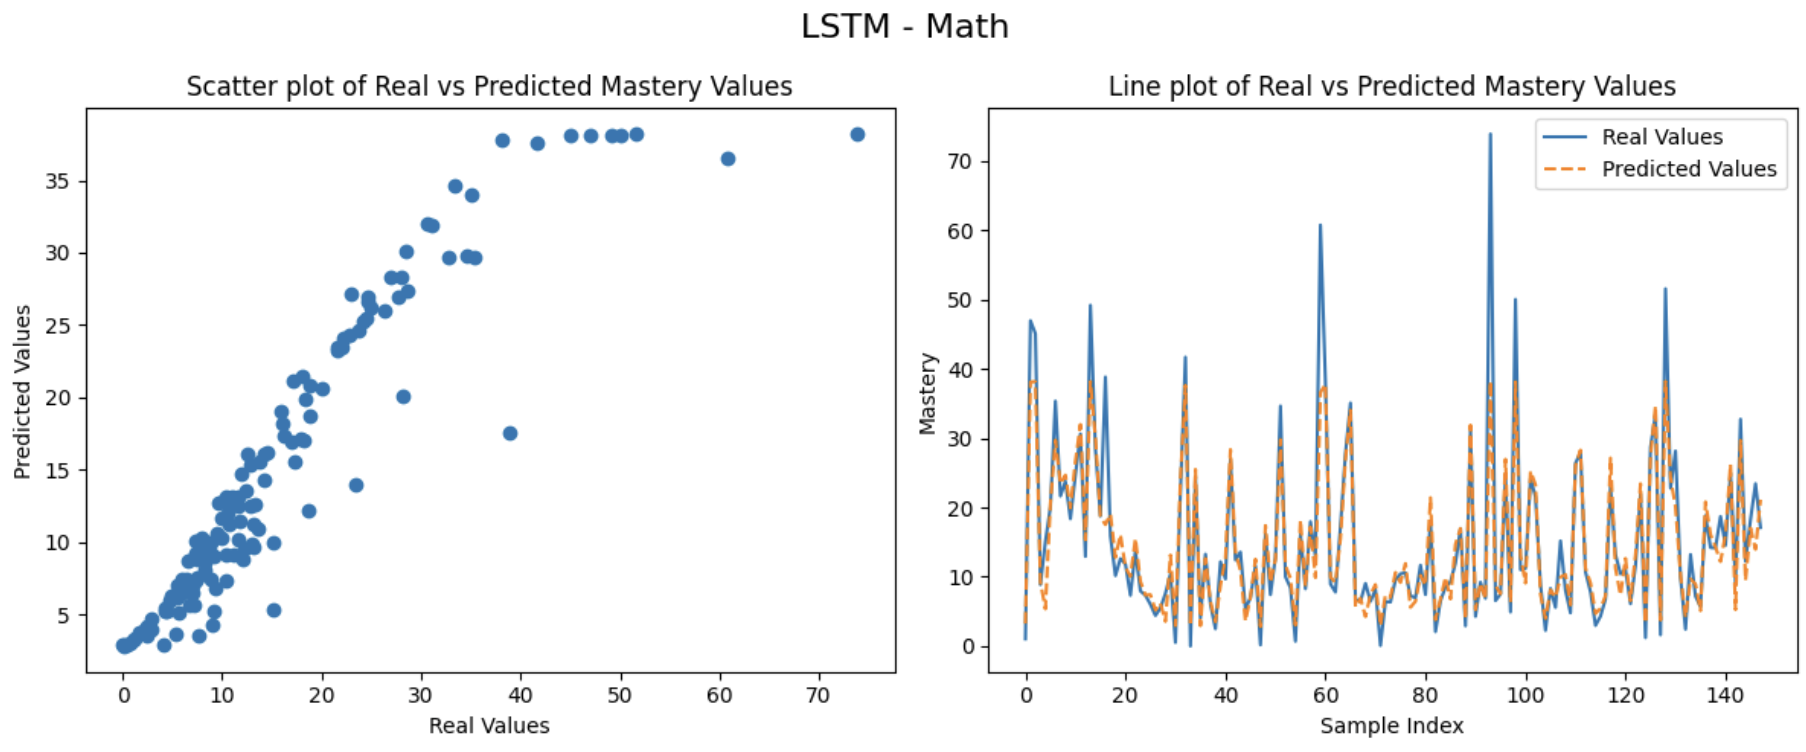 LSTM - Math
Scatter plot of Real vs Predicted Mastery Values
35
30
25
20
15
10
5
Predicted Values
0 10 20 30 40 50 60 70
Real Values
Line plot of Real vs Predicted Mastery Values
Real Values
Predicted Values
70
60
50
40
30
20
10
0
Mastery
0 20 40 60 80 100 120 140
Sample Index